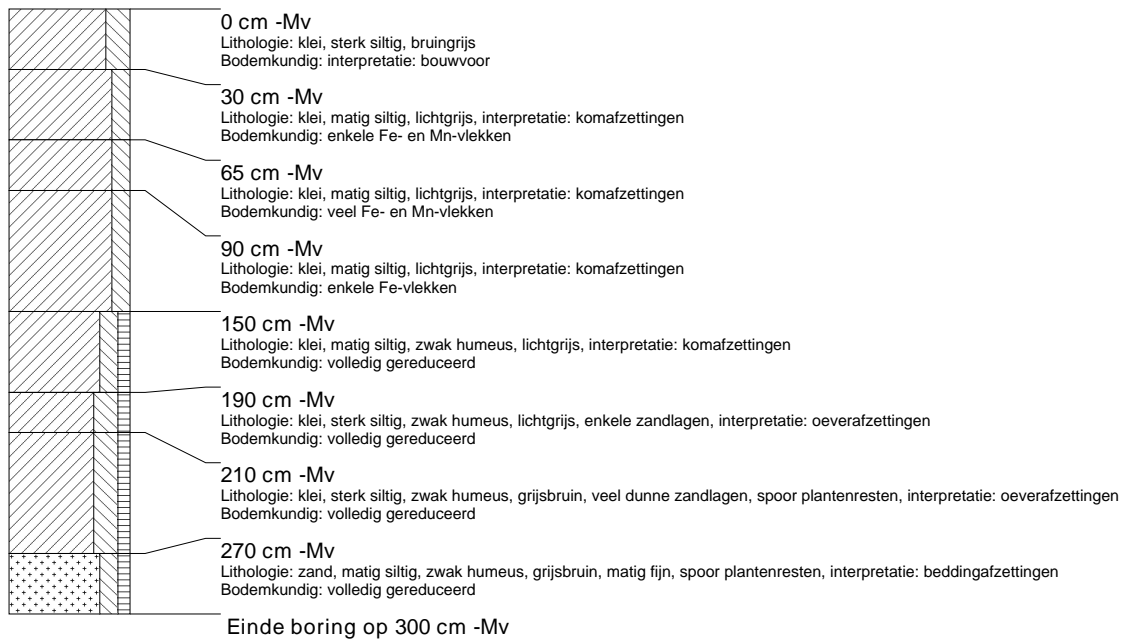 0 cm -Mv
Lithologie: klei, sterk siltig, bruingrijs
Bodemkundig: interpretatie: bouwvoor
30 cm -Mv
Lithologie: klei, matig siltig, lichtgrijs, interpretatie: komafzettingen
Bodemkundig: enkele Fe- en Mn-vlekken
65 cm -Mv
Lithologie: klei, matig siltig, lichtgrijs, interpretatie: komafzettingen
Bodemkundig: veel Fe- en Mn-vlekken
90 cm -Mv
Lithologie: klei, matig siltig, lichtgrijs, interpretatie: komafzettingen
Bodemkundig: enkele Fe-vlekken
150 cm -Mv
Lithologie: klei, matig siltig, zwak humeus, lichtgrijs, interpretatie: komafzettingen
Bodemkundig: volledig gereduceerd
190 cm -Mv
Lithologie: klei, sterk siltig, zwak humeus, lichtgrijs, enkele zandlagen, interpretatie: oeverafzettingen
Bodemkundig: volledig gereduceerd
210 cm -Mv
Lithologie: klei, sterk siltig, zwak humeus, grijsbruin, veel dunne zandlagen, spoor plantenresten, interpretatie: oeverafzettingen
Bodemkundig: volledig gereduceerd
270 cm -Mv
Lithologie: zand, matig siltig, zwak humeus, grijsbruin, matig fijn, spoor plantenresten, interpretatie: beddingafzettingen
Bodemkundig: volledig gereduceerd
Einde boring op 300 cm -Mv